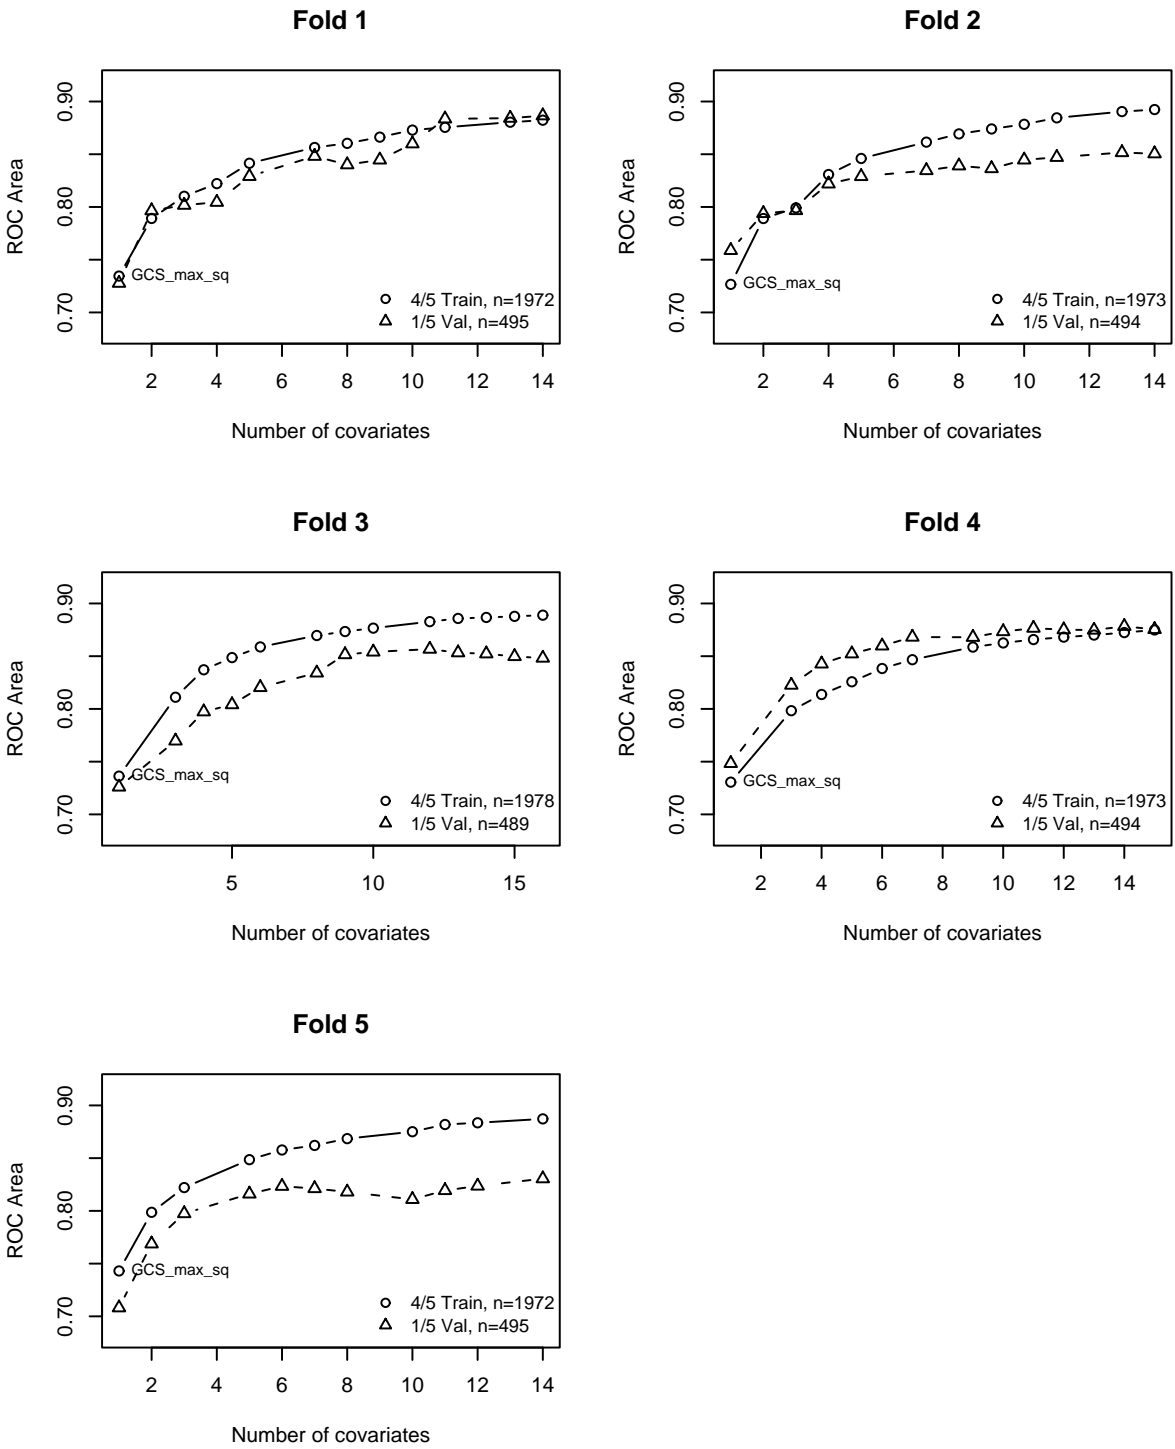 Fold 1
ROC Area
0.90
0.80
0.70
GCS_max_sq
4/5 Train, n=1972
1/5 Val, n=495
2 4 6 8 10 12 14
Number of covariates
Fold 2
ROC Area
0.90
0.80
0.70
GCS_max_sq
4/5 Train, n=1973
1/5 Val, n=494
2 4 6 8 10 12 14
Number of covariates
Fold 3
ROC Area
0.90
0.80
0.70
GCS_max_sq
4/5 Train, n=1978
1/5 Val, n=489
5 10 15
Number of covariates
Fold 4
ROC Area
0.90
0.80
0.70
GCS_max_sq
4/5 Train, n=1973
1/5 Val, n=494
2 4 6 8 10 12 14
Number of covariates
Fold 5
ROC Area
0.90
0.80
0.70
GCS_max_sq
4/5 Train, n=1972
1/5 Val, n=495
2 4 6 8 10 12 14
Number of covariates